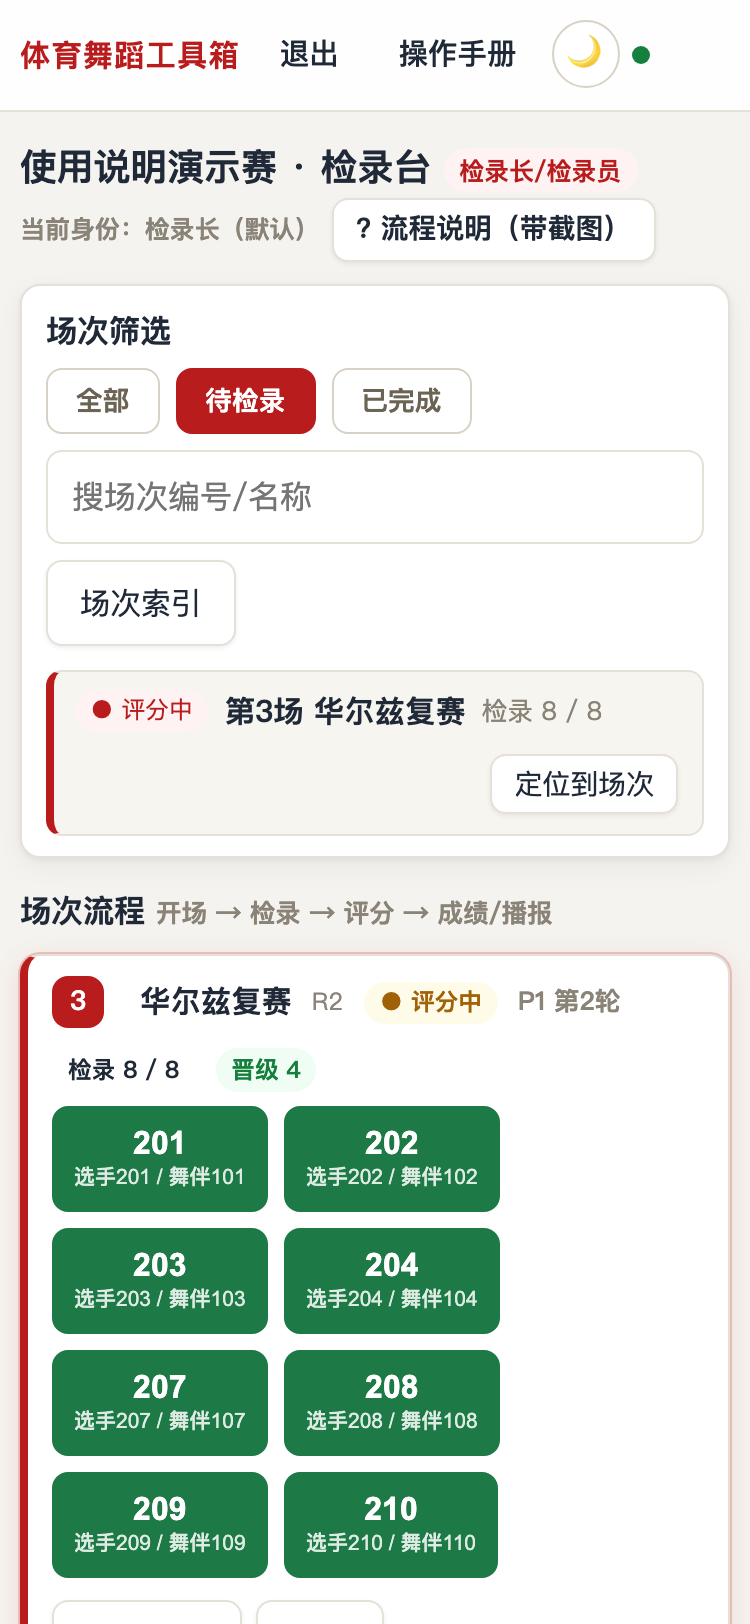 体育舞蹈工具箱 退出 操作手册
使用说明演示赛 · 检录台 检录长/检录员
当前身份：检录长（默认） ? 流程说明（带截图）
场次筛选
全部 待检录 已完成
搜场次编号/名称
场次索引
评分中 第3场 华尔兹复赛 检录 8 / 8
定位到场次
场次流程 开场 → 检录 → 评分 → 成绩/播报
3 华尔兹复赛 R2 评分中 P1 第2轮
检录 8 / 8 晋级 4
201 202
选手201 / 舞伴101 选手202 / 舞伴102
203 204
选手203 / 舞伴103 选手204 / 舞伴104
207 208
选手207 / 舞伴107 选手208 / 舞伴108
209 210
选手209 / 舞伴109 选手210 / 舞伴110